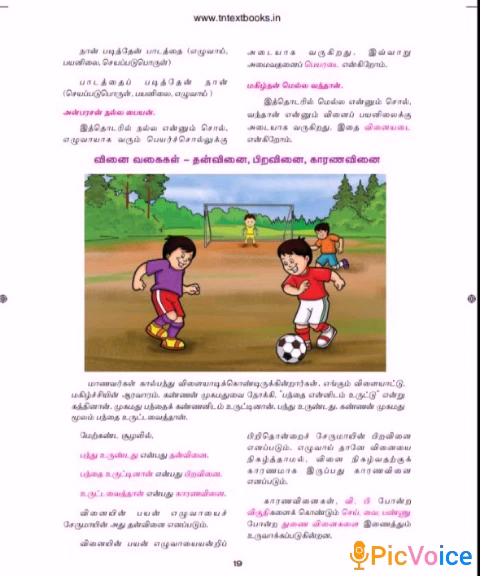 www.tntextbooks.in
நான் படித்தேன் பாடத்தை (எழுவாய்,
பயனிலை, செயப்படுபொருள்)
பாடத்தைப் படித்தேன் நான்
(செயப்படுபொருள், பயனிலை, எழுவாய் )
அன்பரசன் நல்ல பையன்.
இத்தொடரில் நல்ல என்னும் சொல்,
எழுவாயாக வரும் பெயர்ச்சொல்லுக்கு
அடையாக வருகிறது. இவ்வாறு
அமைவதனைப் பெயரடை என்கிறோம்.
மகிழ்நன் மெல்ல வந்தான்.
இத்தொடரில் மெல்ல என்னும் சொல்,
வந்தான் என்னும் வினைப் பயனிலைக்கு
அடையாக வருகிறது. இதை வினையடை
என்கிறோம்.
வினை வகைகள் – தன்வினை, பிறவினை, காரணவினை
மாணவர்கள் கால்பந்து விளையாடிக்கொண்டிருக்கின்றார்கள். எங்கும் விளையாட்டு.
மகிழ்ச்சியின் ஆரவாரம். கண்ணன் முகமதுவை நோக்கி, "பந்தை என்னிடம் உருட்டு" என்று
கத்தினான். முகமது பந்தைக் கண்ணனிடம் உருட்டினான். பந்து உருண்டது. கண்ணன் முகமது
மூலம் பந்தை உருட்டவைத்தான்.
மேற்கண்ட சூழலில்,
பந்து உருண்டது என்பது தன்வினை.
பந்தை உருட்டினான் என்பது பிறவினை.
உருட்டவைத்தான் என்பது காரணவினை.
வினையின் பயன் எழுவாயைச்
சேருமாயின் அது தன்வினை எனப்படும்.
வினையின் பயன் எழுவாயையன்றிப்
பிறிதொன்றைச் சேருமாயின் பிறவினை
எனப்படும். எழுவாய் தானே வினையை
நிகழ்த்தாமல், வினை நிகழ்வதற்குக்
காரணமாக இருப்பது காரணவினை
எனப்படும்.
காரணவினைகள், வி, பி போன்ற
விகுதிகளைக் கொண்டும் செய், வை, பண்ணு
போன்ற துணை வினைகளை இணைத்தும்
உருவாக்கப்படுகின்றன.
19
PicVoice